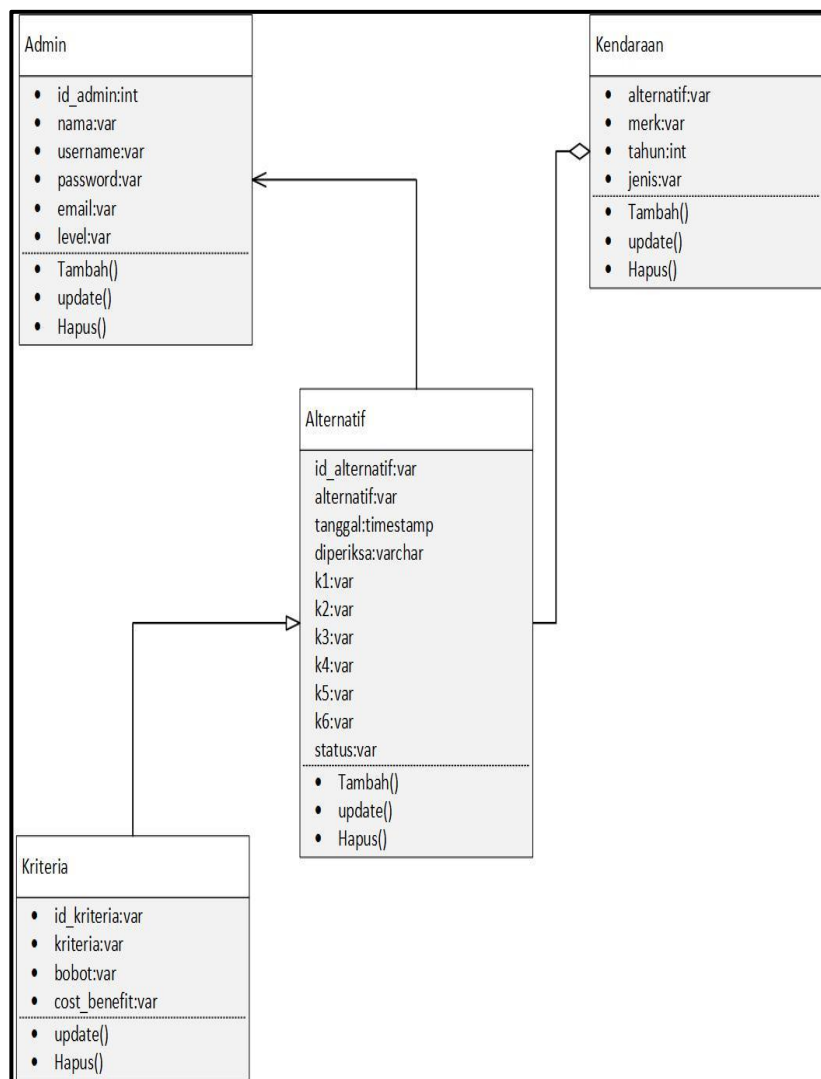 Admin
id_admin:int
nama:var
username:var
password:var
email:var
level:var
Tambah()
update()
Hapus()
Kendaraan
alternatif:var
merk:var
tahun:int
jenis:var
Tambah()
update()
Hapus()
Alternatif
id_alternatif:var
alternatif:var
tanggal:timestamp
diperiksa:varchar
k1:var
k2:var
k3:var
k4:var
k5:var
k6:var
status:var
Tambah()
update()
Hapus()
Kriteria
id_kriteria:var
kriteria:var
bobot:var
cost_benefit:var
update()
Hapus()